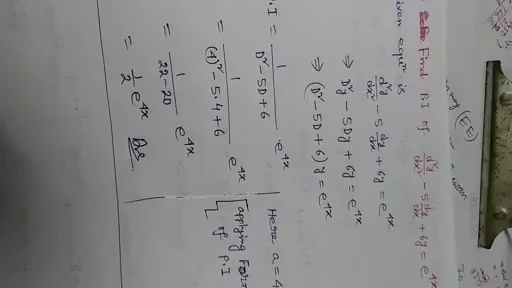 Find P.I of d²y/dx² - 5 dy/dx + 6y = e^4x
given equn is
d²y/dx² - 5 dy/dx + 6y = e^4x
⇒ D²y - 5Dy + 6y = e^4x
⇒ (D² - 5D + 6) y = e^4x
P.I = 1/(D² - 5D + 6) e^4x
Here a = 4
= 1/((4)² - 5.4 + 6) e^4x
applying
of P.I
= 1/(22 - 20) e^4x
= 1/2 e^4x Ans
(EE)